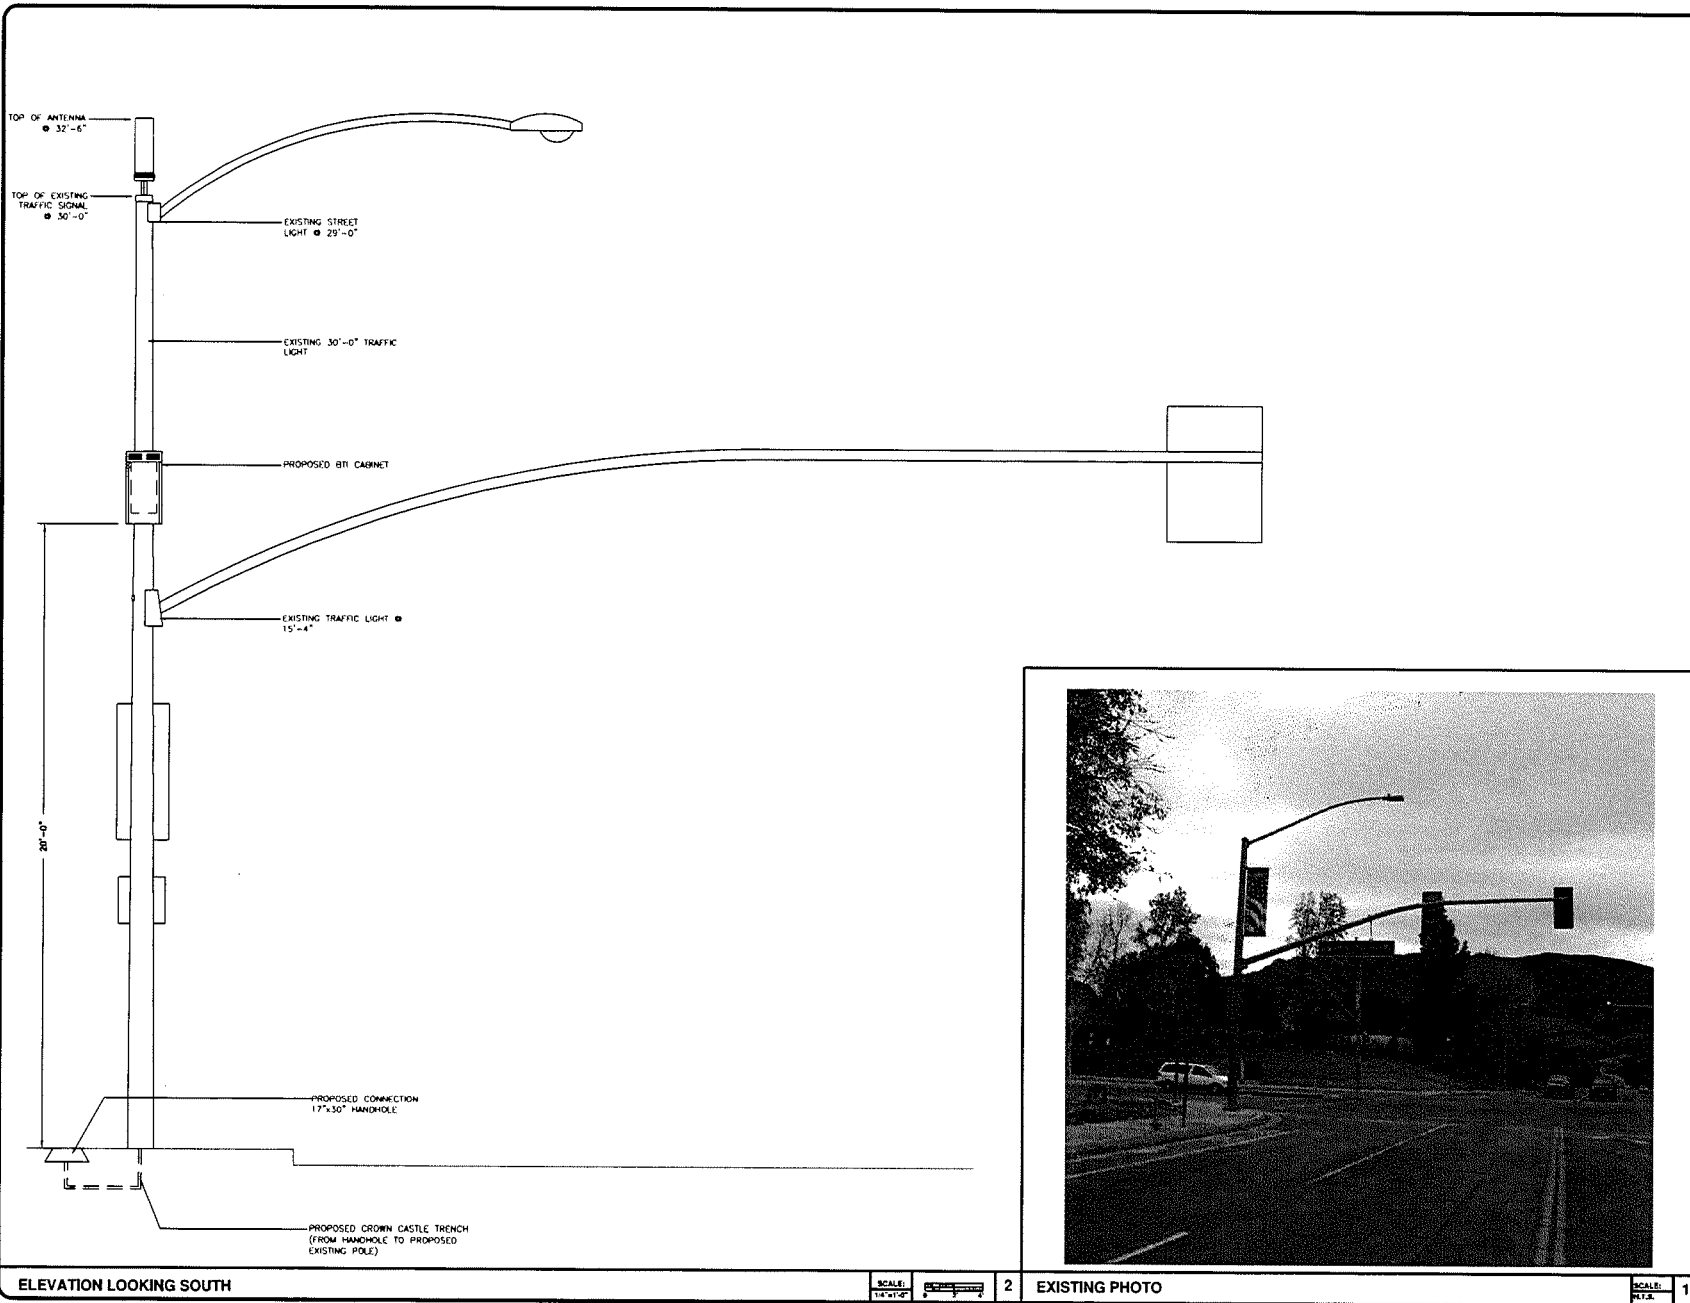 TOP OF ANTENNA
@ 32'-6"
TOP OF EXISTING
TRAFFIC SIGNAL
@ 30'-0"
EXISTING STREET
LIGHT @ 29'-0"
EXISTING 30'-0" TRAFFIC
LIGHT
PROPOSED BTI CABINET
EXISTING TRAFFIC LIGHT @
15'-4"
20'-0"
PROPOSED CONNECTION
17"x30" HANDHOLE
PROPOSED CROWN CASTLE TRENCH
(FROM HANDHOLE TO PROPOSED
EXISTING POLE)
ELEVATION LOOKING SOUTH
SCALE:
1/4"=1'-0"
2
EXISTING PHOTO
SCALE:
N.T.S.
1